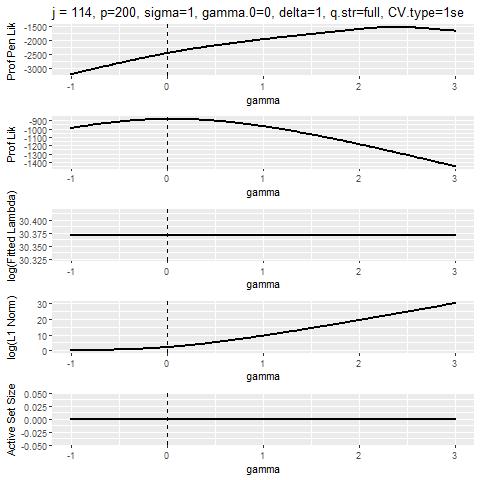 j = 114, p=200, sigma=1, gamma.0=0, delta=1, q.str=full, CV.type=1se
Prof Pen Lik
-1500
-2000
-2500
-3000
-1 0 1 2 3
gamma
Prof Lik
-900
-1000
-1100
-1200
-1300
-1400
-1 0 1 2 3
gamma
log(Fitted Lambda)
30.400
30.375
30.350
30.325
-1 0 1 2 3
gamma
log(L1 Norm)
30
20
10
0
-1 0 1 2 3
gamma
Active Set Size
0.050
0.025
0.000
-0.025
-0.050
-1 0 1 2 3
gamma